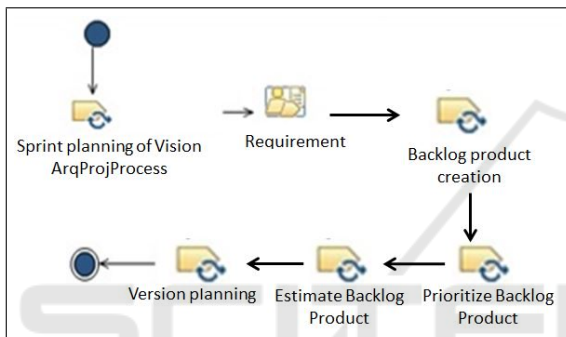 Sprint planning of Vision
ArqProjProcess
Requirement
Backlog product
creation
Version planning
Estimate Backlog
Product
Prioritize Backlog
Product